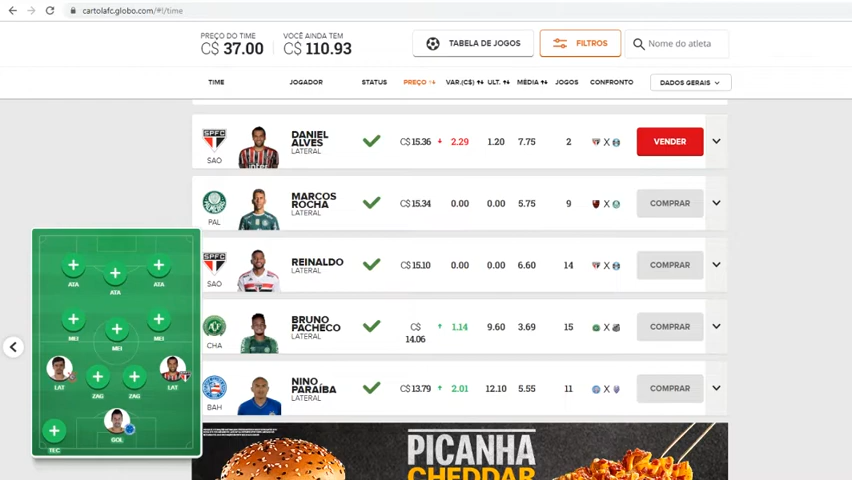 cartolafc.globo.com/#!/time
PREÇO DO TIME
C$ 37.00
VOCÊ AINDA TEM
C$ 110.93
TABELA DE JOGOS
FILTROS
Nome do atleta
TIME JOGADOR STATUS PREÇO VAR.(C$) ULT. MÉDIA JOGOS CONFRONTO DADOS GERAIS
SPFC
SAO
DANIEL
ALVES
LATERAL
C$ 15.36 2.29 1.20 7.75 2 X VENDER
PAL
MARCOS
ROCHA
LATERAL
C$ 15.34 0.00 0.00 5.75 9 X COMPRAR
SPFC
SAO
REINALDO
LATERAL
C$ 15.10 0.00 0.00 6.60 14 X COMPRAR
CHA
BRUNO
PACHECO
LATERAL
C$
14.06
1.14 9.60 3.69 15 X COMPRAR
BAH
NINO
PARAÍBA
LATERAL
C$ 13.79 2.01 12.10 5.55 11 X COMPRAR
ATA ATA ATA
MEI MEI MEI
LAT ZAG ZAG LAT
GOL
TEC
PICANHA
CHEDDAR